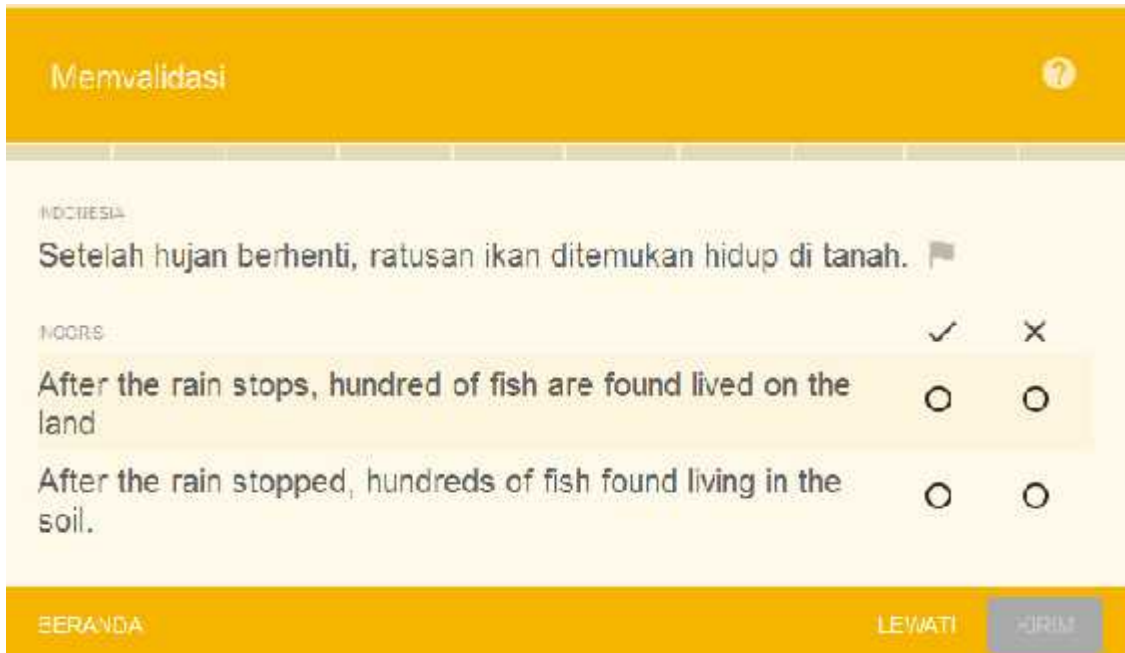 Memvalidasi
?
INDONESIA
Setelah hujan berhenti, ratusan ikan ditemukan hidup di tanah.
INGGRIS
After the rain stops, hundred of fish are found lived on the
land
After the rain stopped, hundreds of fish found living in the
soil.
BERANDA
LEWATI
KIRIM